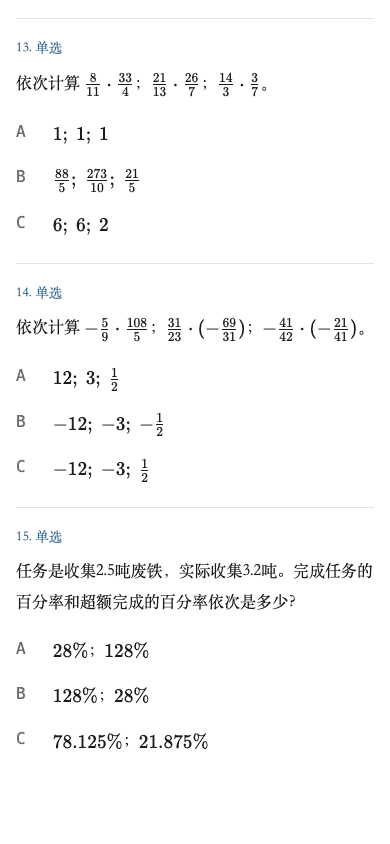 13. 单选
依次计算 8/11 · 33/4；21/13 · 26/7；14/3 · 3/7。
A 1; 1; 1
B 88/5; 273/10; 21/5
C 6; 6; 2
14. 单选
依次计算 −5/9 · 108/5；31/23 · (−69/31)；−41/42 · (−21/41)。
A 12; 3; 1/2
B −12; −3; −1/2
C −12; −3; 1/2
15. 单选
任务是收集2.5吨废铁，实际收集3.2吨。完成任务的
百分率和超额完成的百分率依次是多少?
A 28%；128%
B 128%；28%
C 78.125%；21.875%